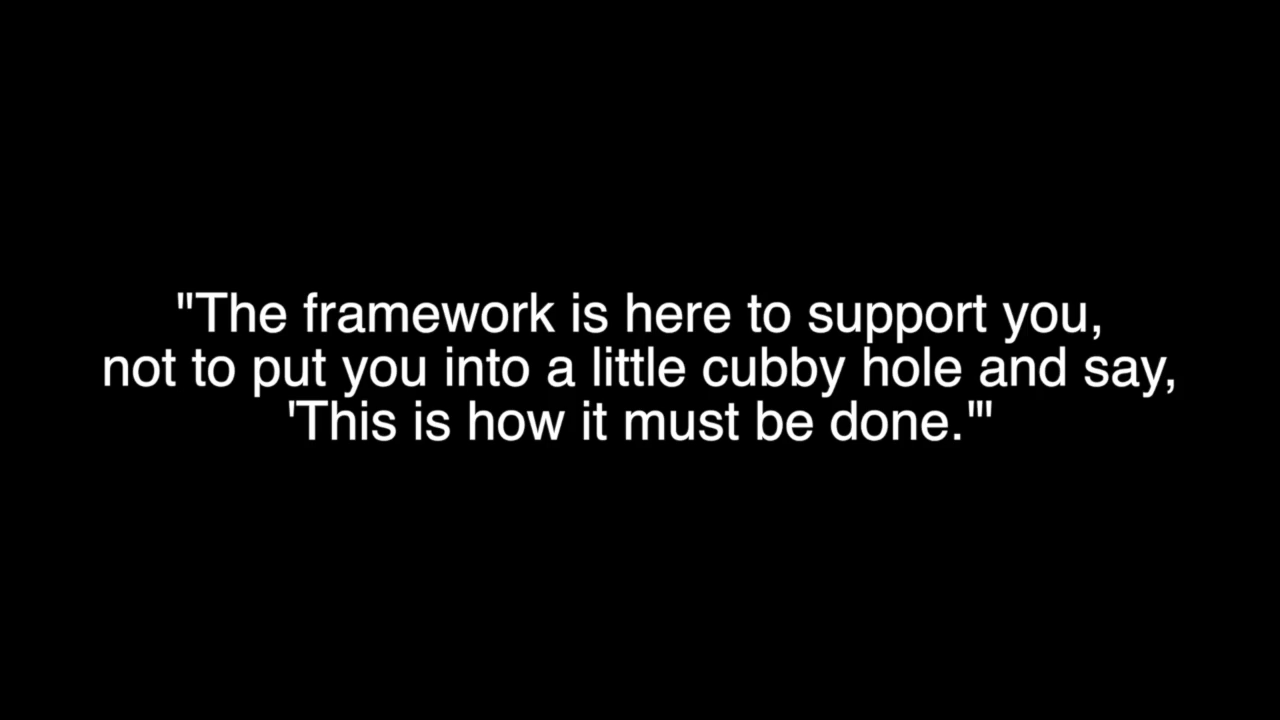 "The framework is here to support you,
not to put you into a little cubby hole and say,
'This is how it must be done.'"